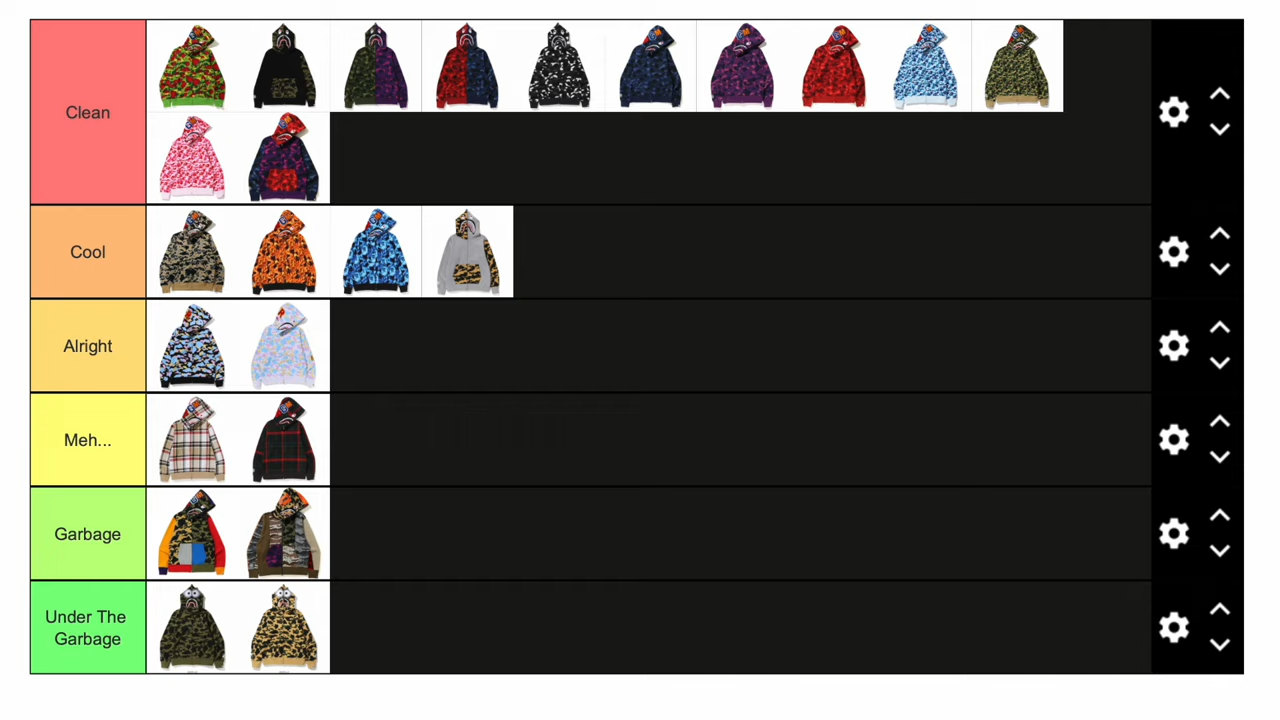 Clean
Cool
Alright
Meh...
Garbage
Under The
Garbage